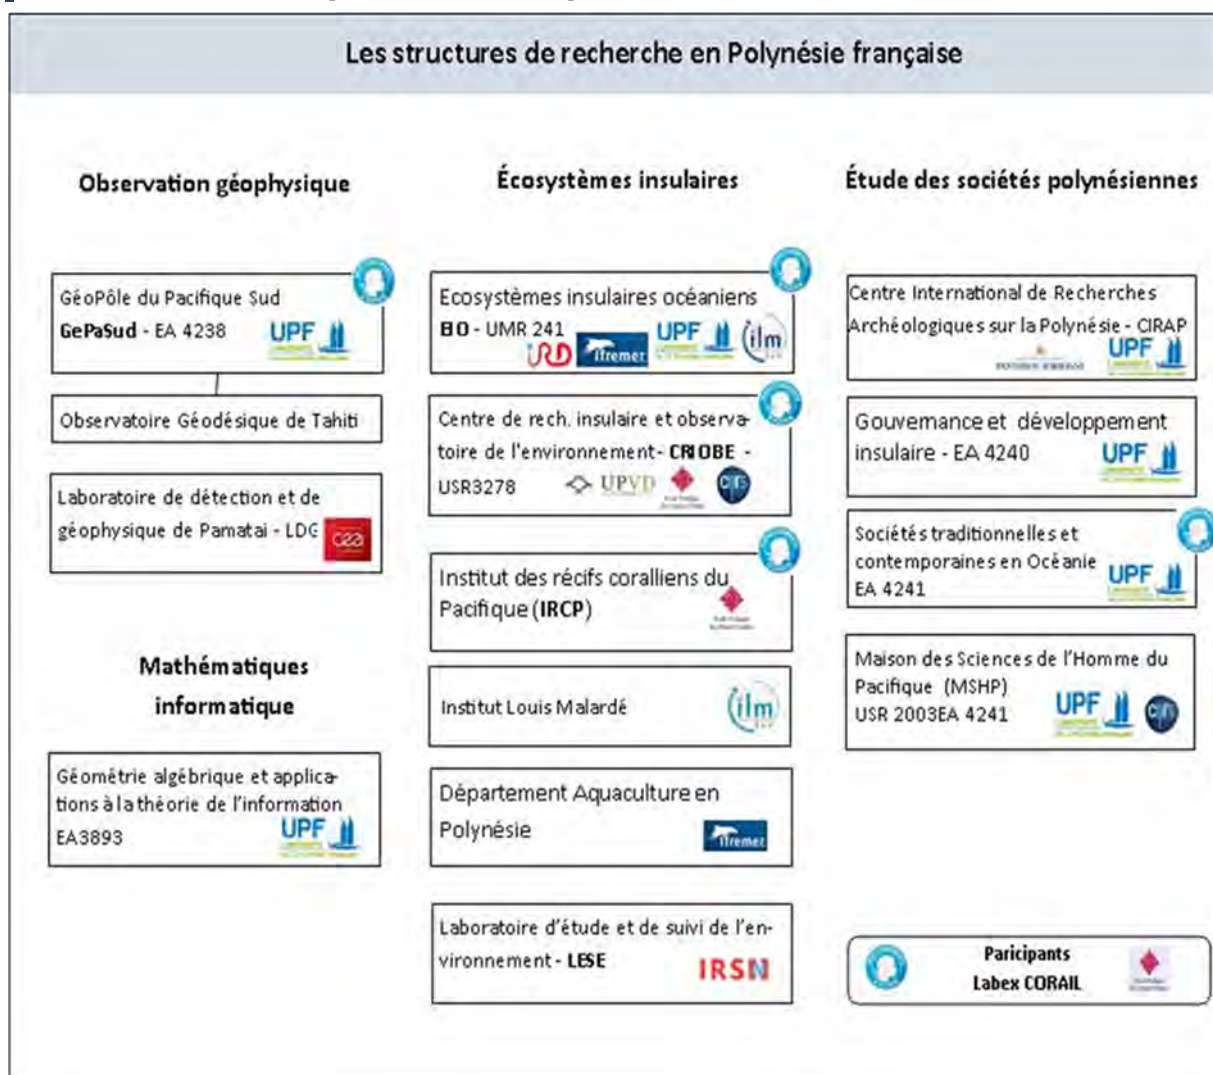 Les structures de recherche en Polynésie française
Observation géophysique
GéoPôle du Pacifique Sud
GePaSud - EA 4238
UPF
Observatoire Géodésique de Tahiti
Laboratoire de détection et de
géophysique de Pamatai - LDG
cea
Mathématiques
informatique
Géométrie algébrique et applica-
tions à la théorie de l'information
EA3893
UPF
Écosystèmes insulaires
Ecosystèmes insulaires océaniens
EIO - UMR 241
IRD
Ifremer
UPF
ilm
Centre de rech. insulaire et observa-
toire de l'environnement- CRIOBE -
USR3278
UPVD
cnrs
Institut des récifs coralliens du
Pacifique (IRCP)
Institut Louis Malardé
ilm
Département Aquaculture en
Polynésie
Ifremer
Laboratoire d'étude et de suivi de l'en-
vironnement - LESE
IRSN
Étude des sociétés polynésiennes
Centre International de Recherches
Archéologiques sur la Polynésie - CIRAP
UPF
Gouvernance et développement
insulaire - EA 4240
UPF
Sociétés traditionnelles et
contemporaines en Océanie
EA 4241
UPF
Maison des Sciences de l'Homme du
Pacifique (MSHP)
USR 2003EA 4241
UPF
cnrs
Paricipants
Labex CORAIL